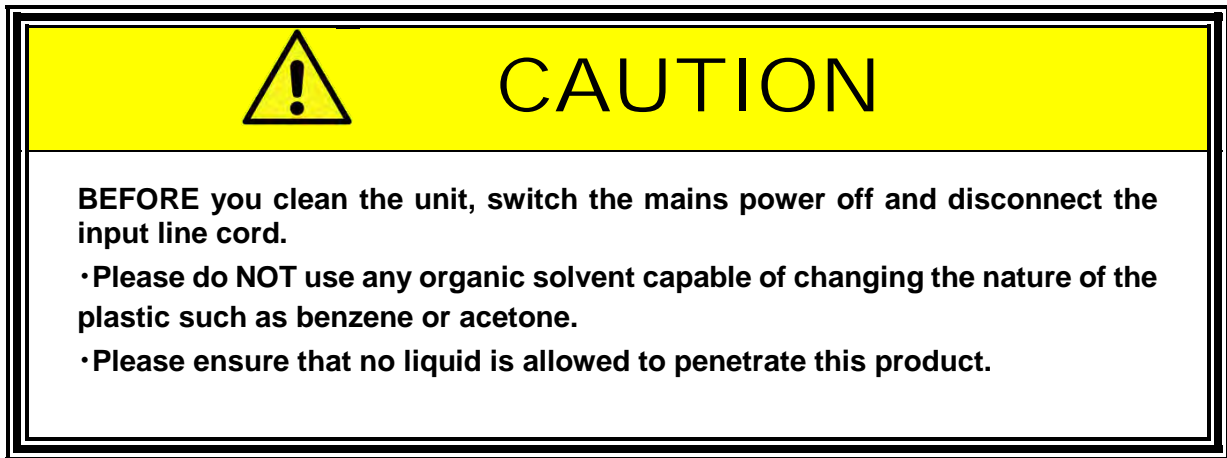 CAUTION
BEFORE you clean the unit, switch the mains power off and disconnect the
input line cord.
･Please do NOT use any organic solvent capable of changing the nature of the
plastic such as benzene or acetone.
･Please ensure that no liquid is allowed to penetrate this product.